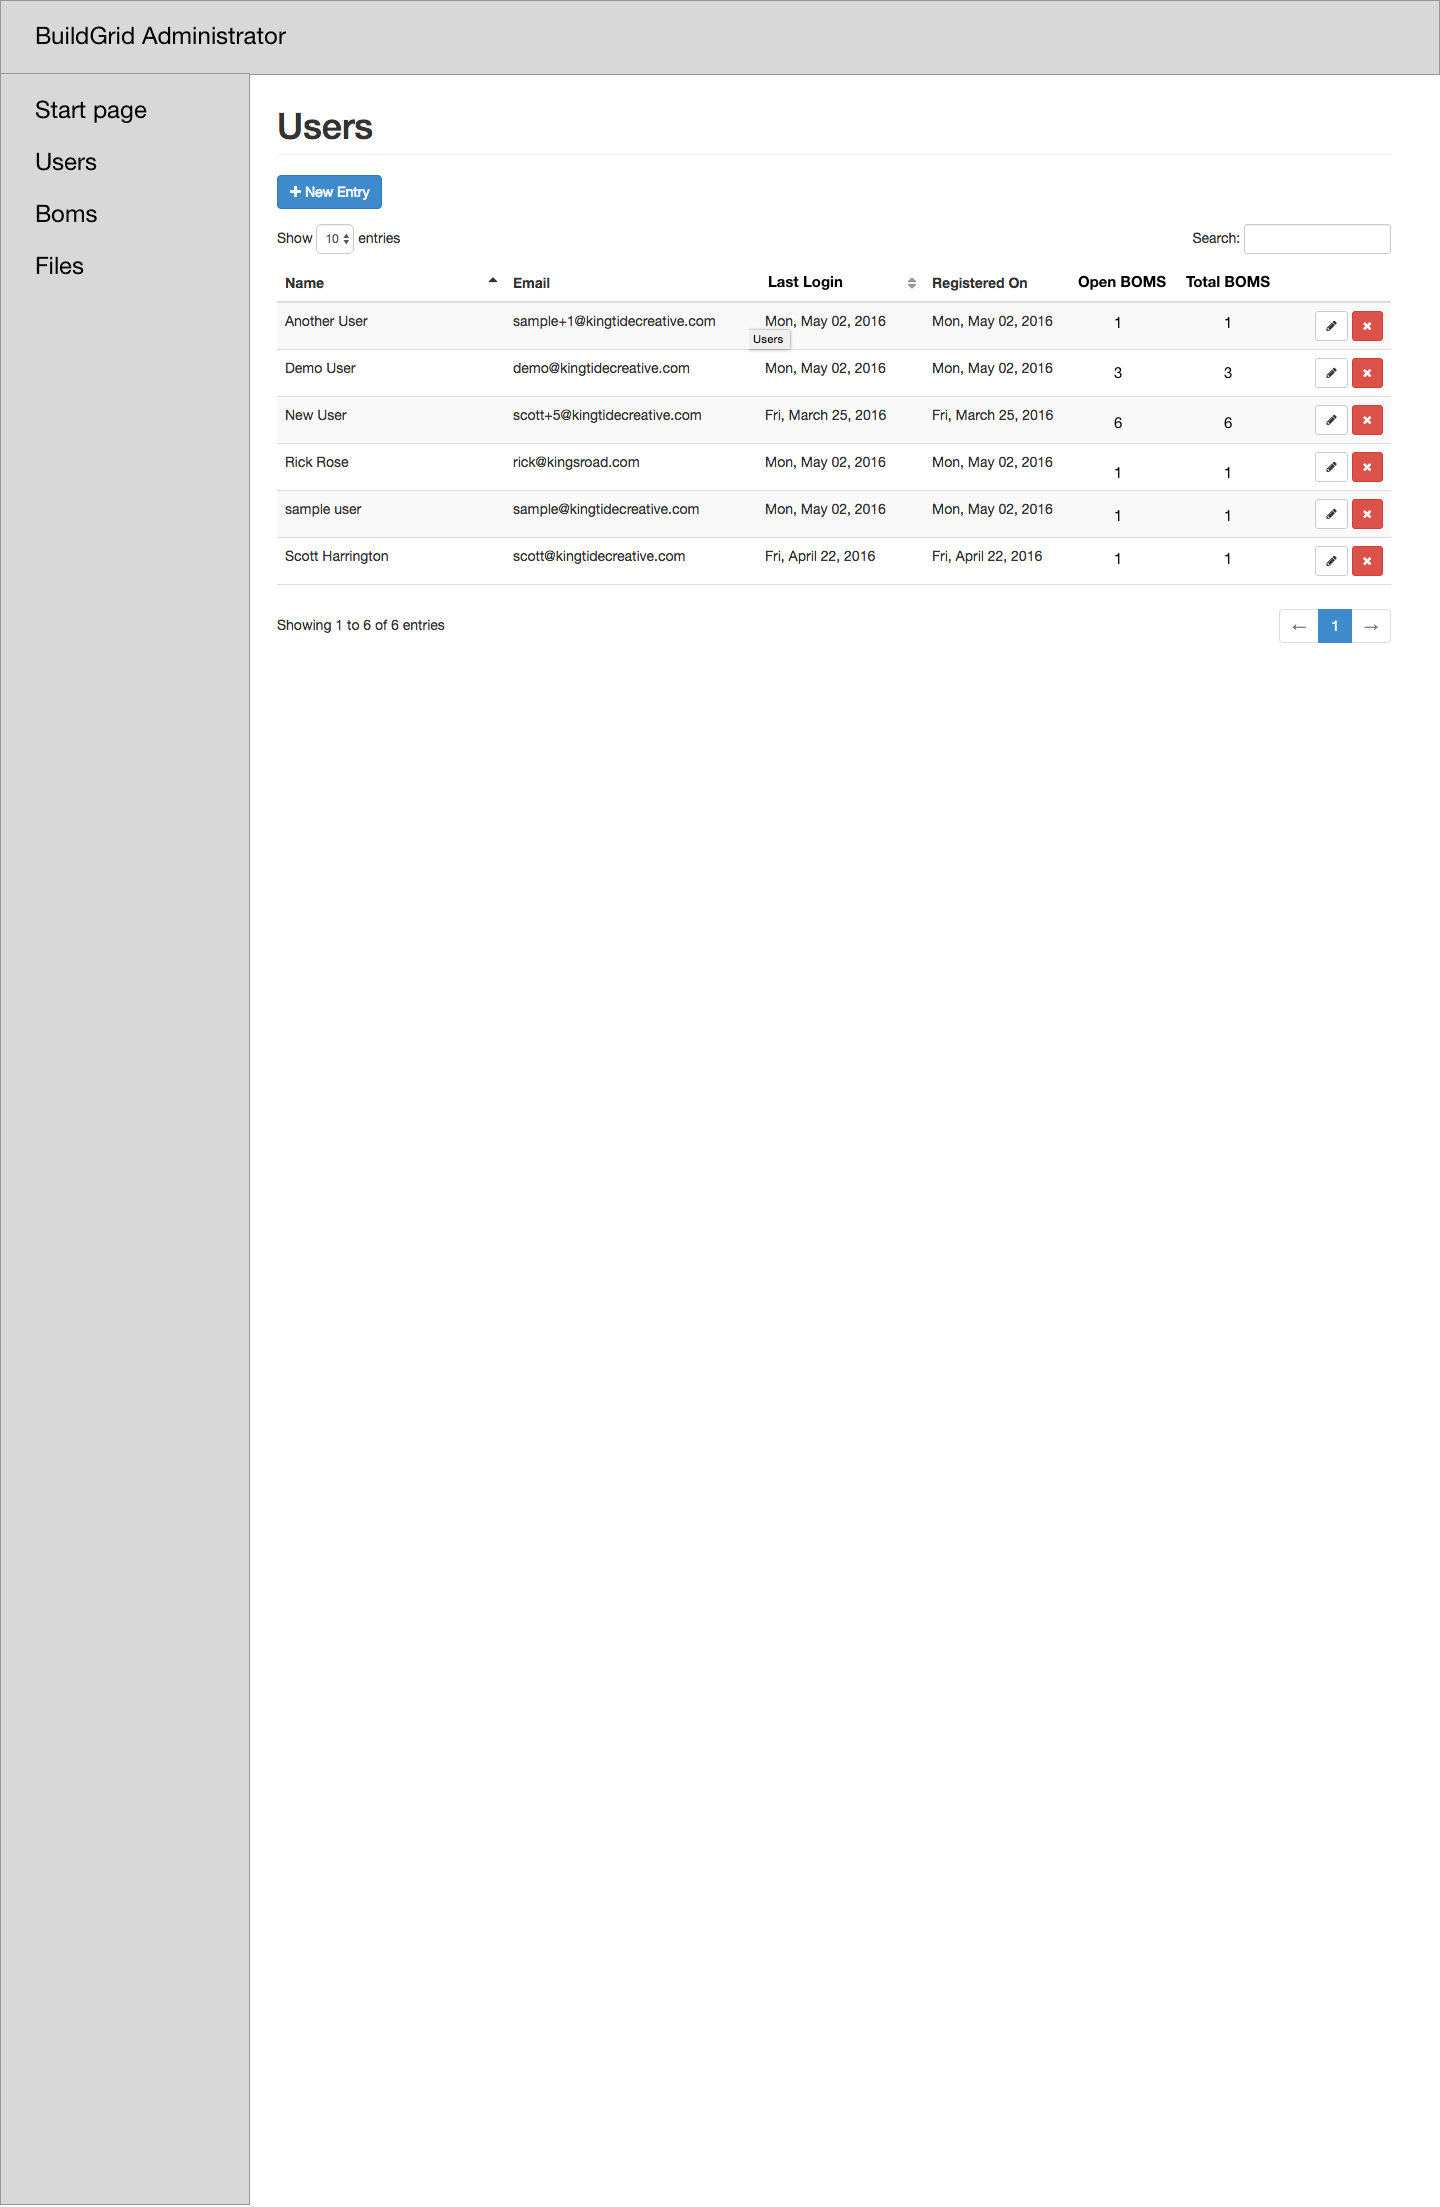 BuildGrid Administrator
Start page
Users
Boms
Files
Users
New Entry
Show 10 entries
Search:
Name Email Last Login Registered On Open BOMS Total BOMS
Another User sample+1@kingtidecreative.com Mon, May 02, 2016 Mon, May 02, 2016 1 1
Users
Demo User demo@kingtidecreative.com Mon, May 02, 2016 Mon, May 02, 2016 3 3
New User scott+5@kingtidecreative.com Fri, March 25, 2016 Fri, March 25, 2016 6 6
Rick Rose rick@kingsroad.com Mon, May 02, 2016 Mon, May 02, 2016 1 1
sample user sample@kingtidecreative.com Mon, May 02, 2016 Mon, May 02, 2016 1 1
Scott Harrington scott@kingtidecreative.com Fri, April 22, 2016 Fri, April 22, 2016 1 1
Showing 1 to 6 of 6 entries
← 1 →